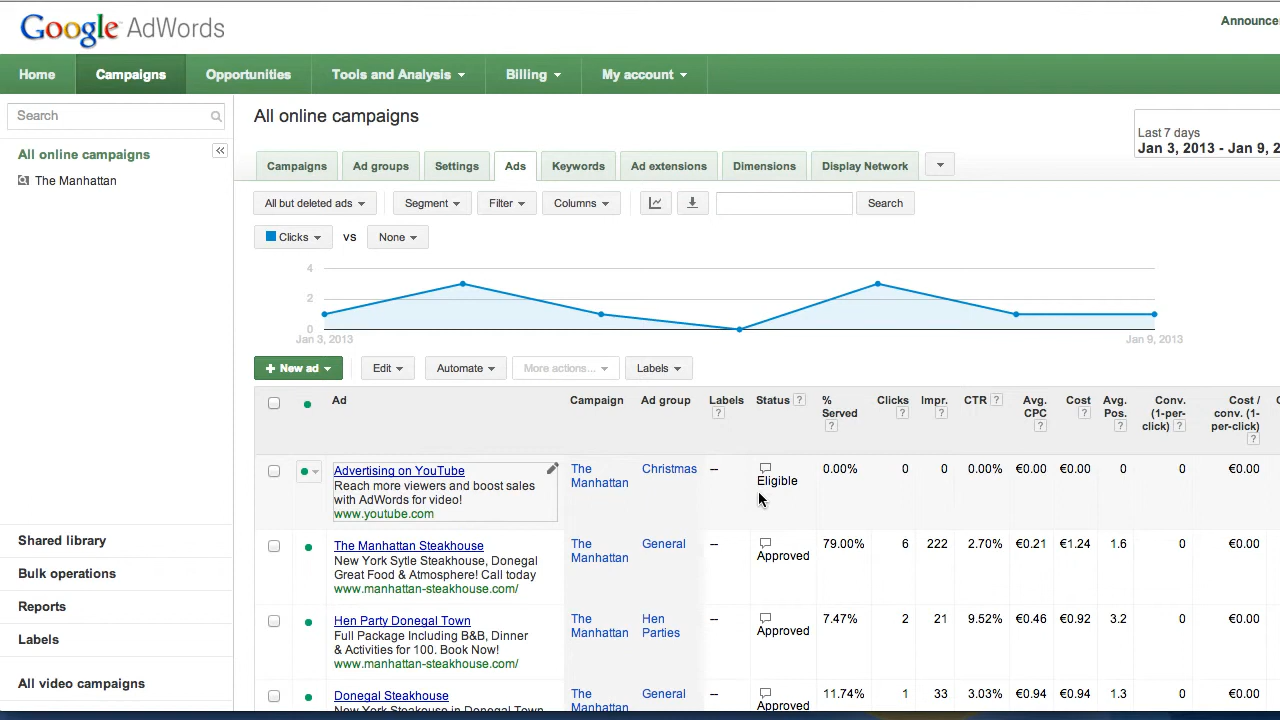 Google AdWords
Announce
Home Campaigns Opportunities Tools and Analysis Billing My account
Search
All online campaigns
The Manhattan
Shared library
Bulk operations
Reports
Labels
All video campaigns
All online campaigns
Last 7 days
Jan 3, 2013 - Jan 9, 2
Campaigns Ad groups Settings Ads Keywords Ad extensions Dimensions Display Network
All but deleted ads Segment Filter Columns Search
Clicks vs None
4
2
0
Jan 3, 2013 Jan 9, 2013
+ New ad Edit Automate More actions... Labels
Ad Campaign Ad group Labels ? Status ? % Served ? Clicks ? Impr. ? CTR ? Avg. CPC ? Cost ? Avg. Pos. ? Conv. (1-per-click) ? Cost / conv. (1-per-click) ? C
Advertising on YouTube The Manhattan Christmas -- Eligible 0.00% 0 0 0.00% €0.00 €0.00 0 0 €0.00
Reach more viewers and boost sales
with AdWords for video!
www.youtube.com
The Manhattan Steakhouse The Manhattan General -- Approved 79.00% 6 222 2.70% €0.21 €1.24 1.6 0 €0.00
New York Sytle Steakhouse, Donegal
Great Food & Atmosphere! Call today
www.manhattan-steakhouse.com/
Hen Party Donegal Town The Manhattan Hen Parties -- Approved 7.47% 2 21 9.52% €0.46 €0.92 3.2 0 €0.00
Full Package Including B&B, Dinner
& Activities for 100. Book Now!
www.manhattan-steakhouse.com/
Donegal Steakhouse The Manhattan General -- Approved 11.74% 1 33 3.03% €0.94 €0.94 1.3 0 €0.00
New York Steakhouse in Donegal Town